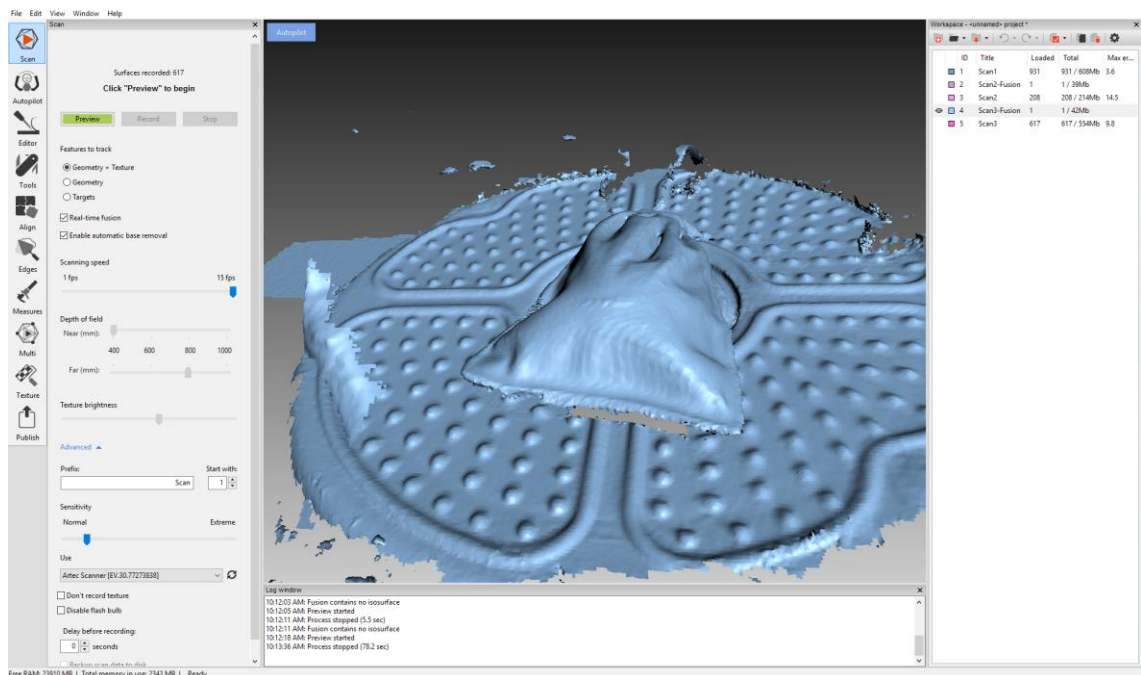 File Edit View Window Help
Scan
Workspace - <unnamed> project *
Scan
Autopilot
Editor
Tools
Align
Edges
Measures
Multi
Texture
Publish
Surfaces recorded: 617
Click "Preview" to begin
Preview Record Stop
Features to track
Geometry + Texture
Geometry
Targets
Real-time fusion
Enable automatic base removal
Scanning speed
1 fps 15 fps
Depth of field
Near (mm):
400 600 800 1000
Far (mm):
Texture brightness
Advanced
Prefix: Start with:
Scan 1
Sensitivity
Normal Extreme
Use
Artec Scanner [EV.30.77273838]
Don't record texture
Disable flash bulb
Delay before recording:
0 seconds
Backup scan data to disk
Autopilot
Log window
10:12:03 AM: Fusion contains no isosurface
10:12:05 AM: Preview started
10:12:11 AM: Process stopped (5.5 sec)
10:12:11 AM: Fusion contains no isosurface
10:12:18 AM: Preview started
10:13:36 AM: Process stopped (78.2 sec)
ID Title Loaded Total Max er...
1 Scan1 931 931 / 608Mb 3.6
2 Scan2-Fusion 1 1 / 39Mb
3 Scan2 208 208 / 214Mb 14.5
4 Scan3-Fusion 1 1 / 42Mb
5 Scan3 617 617 / 554Mb 9.8
Free RAM: 23910 MB | Total memory in use: 2343 MB | Ready